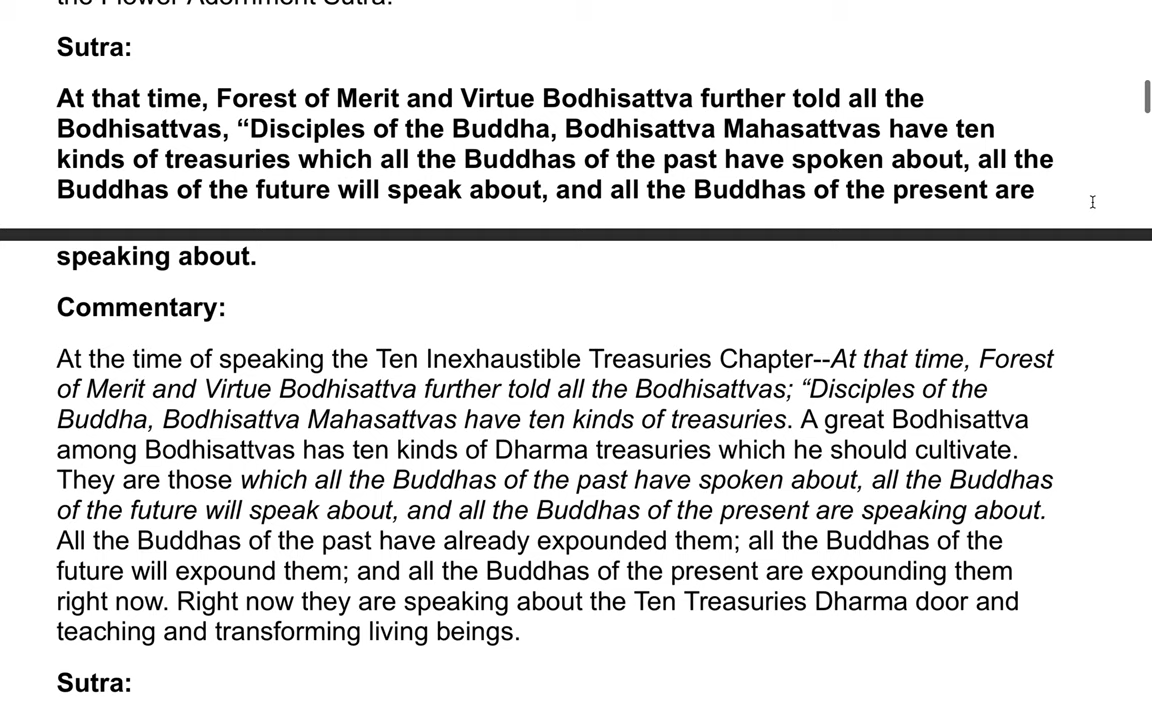 the Flower Adornment Sutra.
Sutra:
At that time, Forest of Merit and Virtue Bodhisattva further told all the
Bodhisattvas, “Disciples of the Buddha, Bodhisattva Mahasattvas have ten
kinds of treasuries which all the Buddhas of the past have spoken about, all the
Buddhas of the future will speak about, and all the Buddhas of the present are
speaking about.
Commentary:
At the time of speaking the Ten Inexhaustible Treasuries Chapter--At that time, Forest
of Merit and Virtue Bodhisattva further told all the Bodhisattvas; “Disciples of the
Buddha, Bodhisattva Mahasattvas have ten kinds of treasuries. A great Bodhisattva
among Bodhisattvas has ten kinds of Dharma treasuries which he should cultivate.
They are those which all the Buddhas of the past have spoken about, all the Buddhas
of the future will speak about, and all the Buddhas of the present are speaking about.
All the Buddhas of the past have already expounded them; all the Buddhas of the
future will expound them; and all the Buddhas of the present are expounding them
right now. Right now they are speaking about the Ten Treasuries Dharma door and
teaching and transforming living beings.
Sutra: